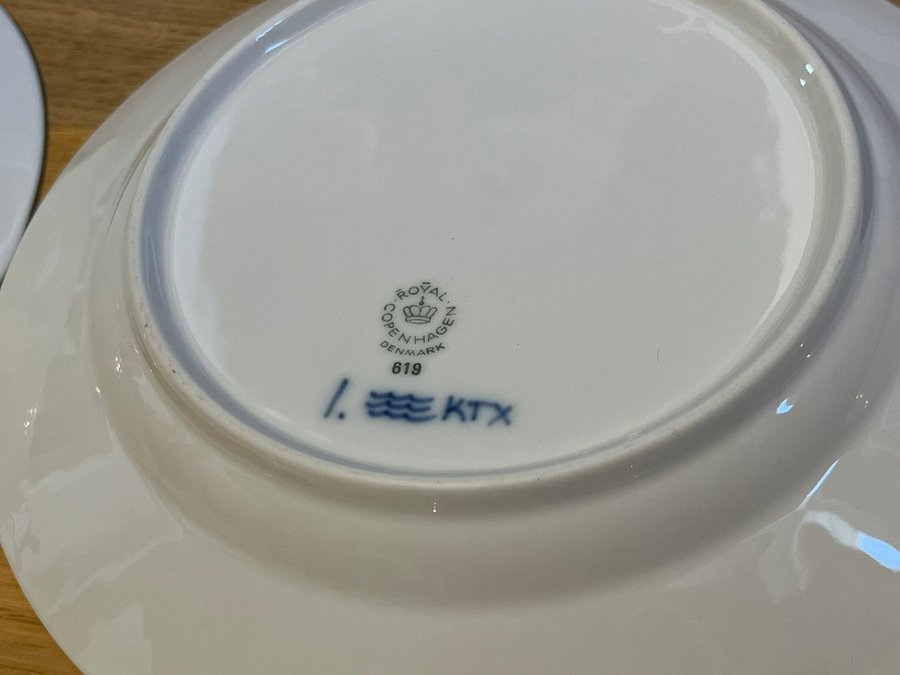 ROYAL
COPENHAGEN
DENMARK
619
1. KTX